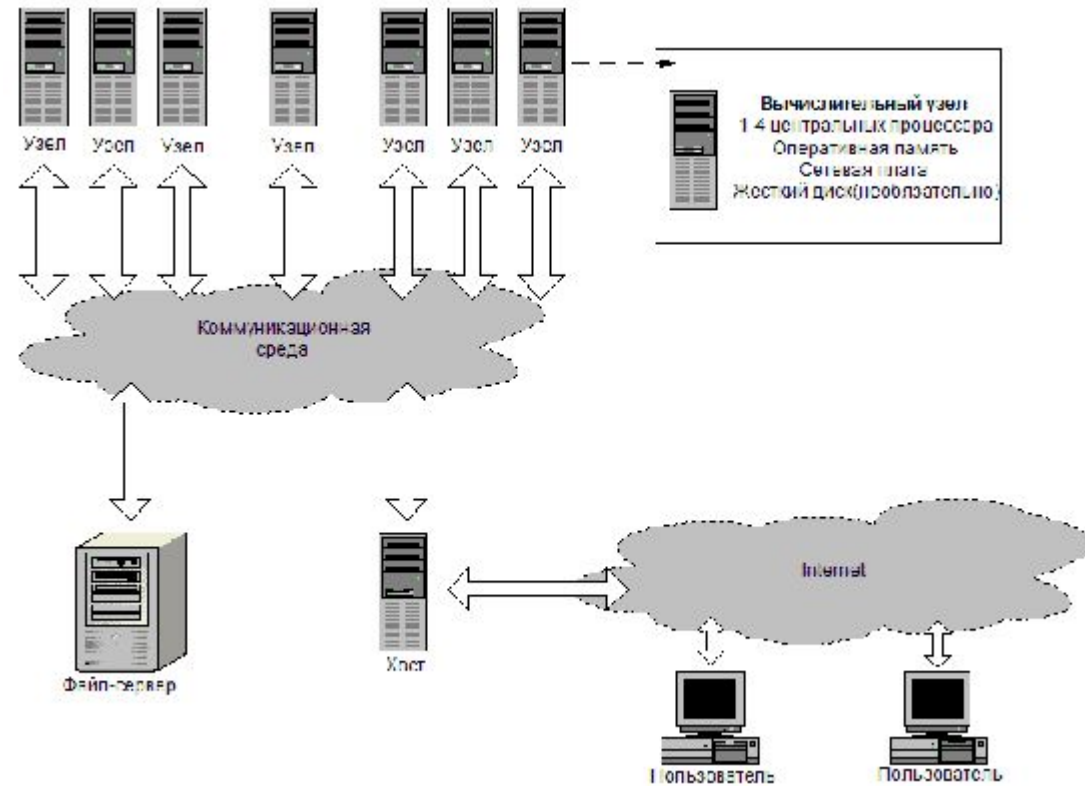 Узел Узел Узел Узел Узел Узел Узел
Вычислительный узел
1-4 центральных процессора
Оперативная память
Сетевая плата
Жесткий диск(необязательно)
Коммуникационная
среда
Internet
Файл-сервер
Хост
Пользователь Пользователь